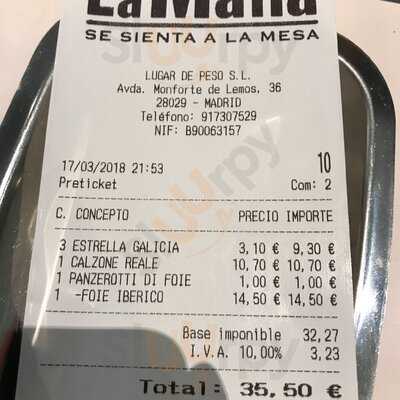 La Mafia
SE SIENTA A LA MESA
LUGAR DE PESO S.L.
Avda. Monforte de Lemos, 36
28029 - MADRID
Teléfono: 917307529
NIF: B90063157
17/03/2018 21:53 10
Preticket Com: 2
C. CONCEPTO PRECIO IMPORTE
3 ESTRELLA GALICIA 3,10 € 9,30 €
1 CALZONE REALE 10,70 € 10,70 €
1 PANZEROTTI DI FOIE 1,00 € 1,00 €
1 -FOIE IBERICO 14,50 € 14,50 €
Base imponible 32,27
I.V.A. 10,00% 3,23
Total: 35,50 €